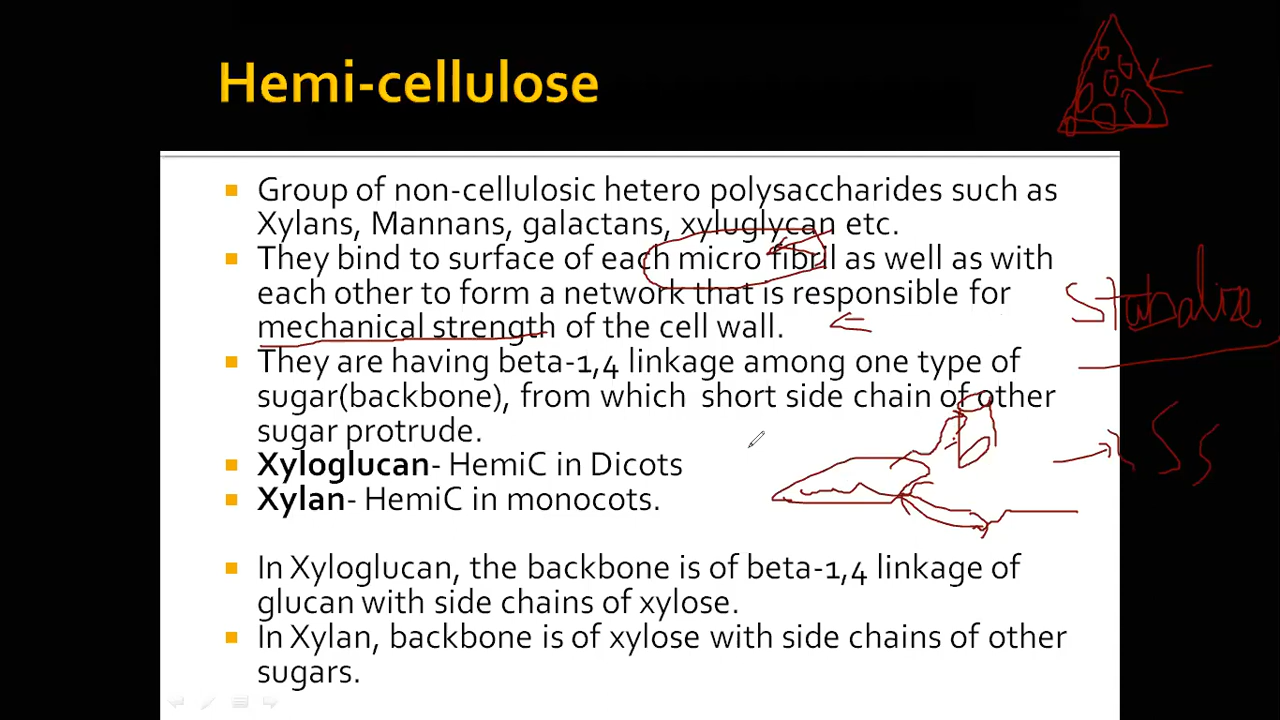 Hemi-cellulose
Group of non-cellulosic hetero polysaccharides such as
Xylans, Mannans, galactans, xyluglycan etc.
They bind to surface of each micro fibril as well as with
each other to form a network that is responsible for
mechanical strength of the cell wall.
They are having beta-1,4 linkage among one type of
sugar(backbone), from which short side chain of other
sugar protrude.
Xyloglucan- HemiC in Dicots
Xylan- HemiC in monocots.
In Xyloglucan, the backbone is of beta-1,4 linkage of
glucan with side chains of xylose.
In Xylan, backbone is of xylose with side chains of other
sugars.